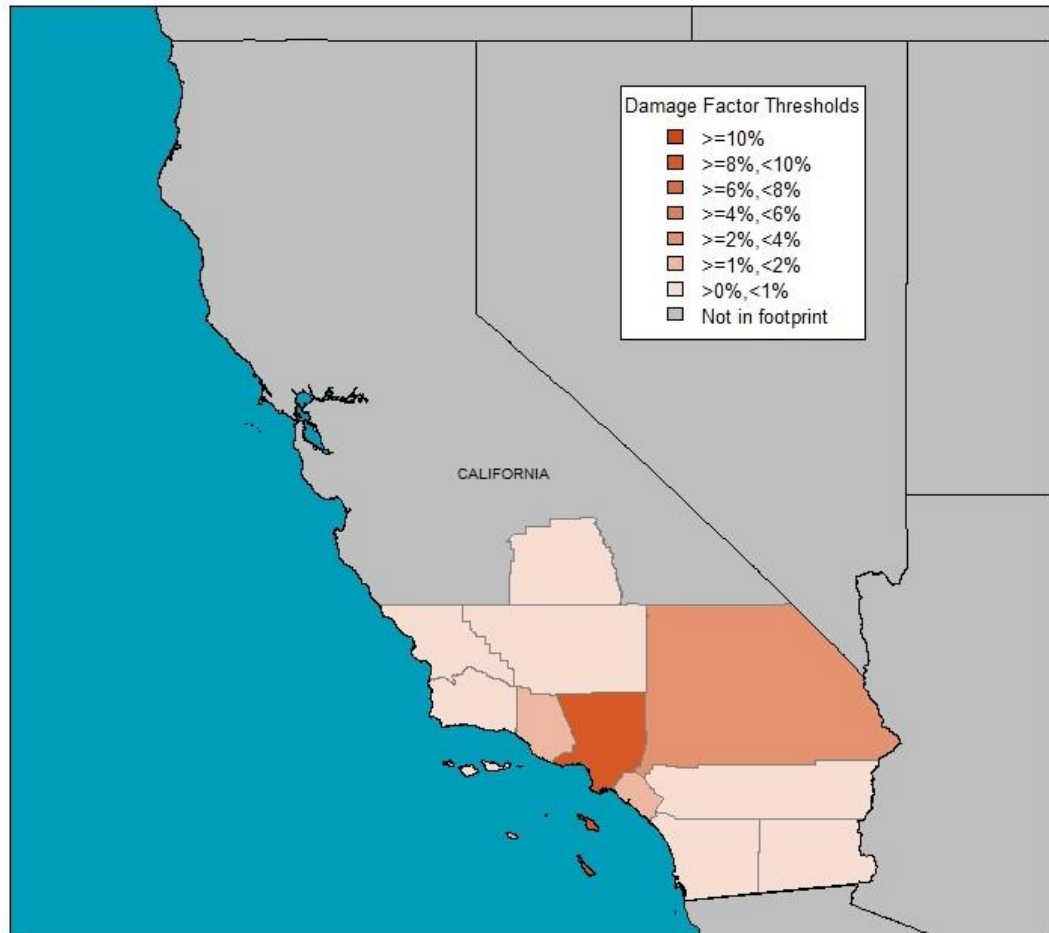 Damage Factor Thresholds
>=10%
>=8%,<10%
>=6%,<8%
>=4%,<6%
>=2%,<4%
>=1%,<2%
>0%,<1%
Not in footprint
CALIFORNIA